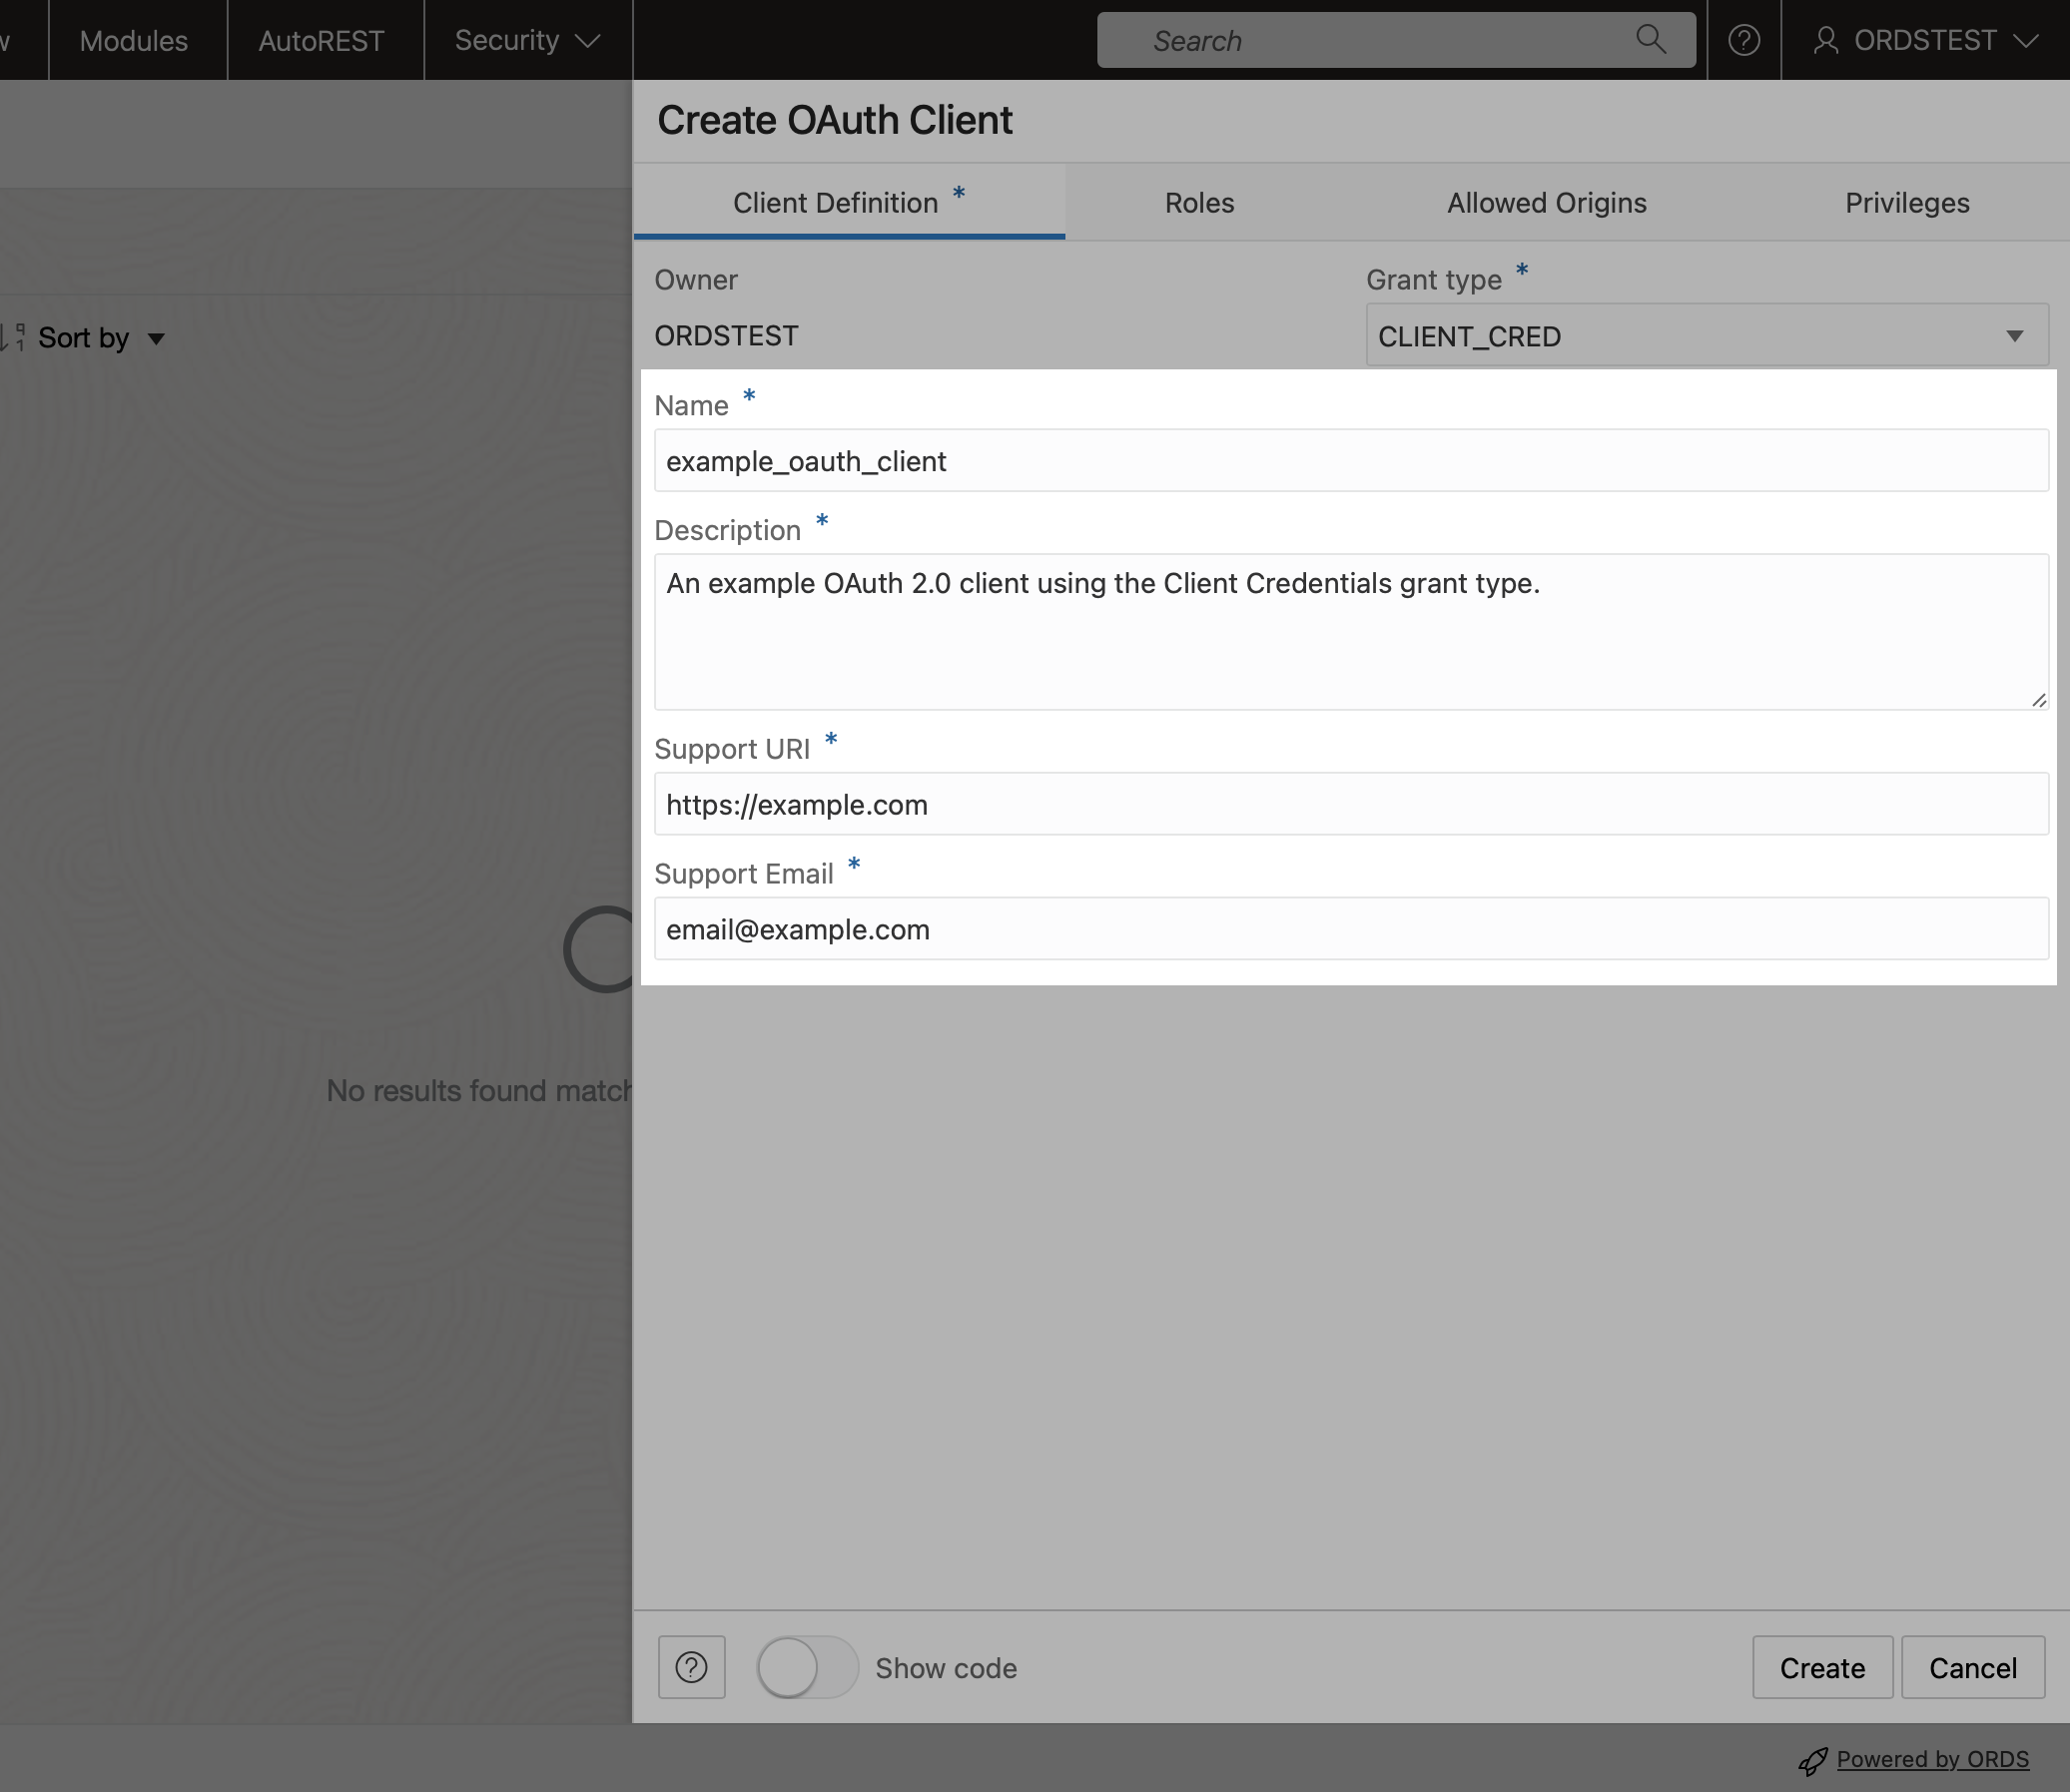 Modules
AutoREST
Security
Search
ORDSTEST
Create OAuth Client
Client Definition *
Roles
Allowed Origins
Privileges
Owner
Grant type *
ORDSTEST
CLIENT_CRED
Sort by
Name *
example_oauth_client
Description *
An example OAuth 2.0 client using the Client Credentials grant type.
Support URI *
https://example.com
Support Email *
email@example.com
No results found match
Show code
Create
Cancel
Powered by ORDS